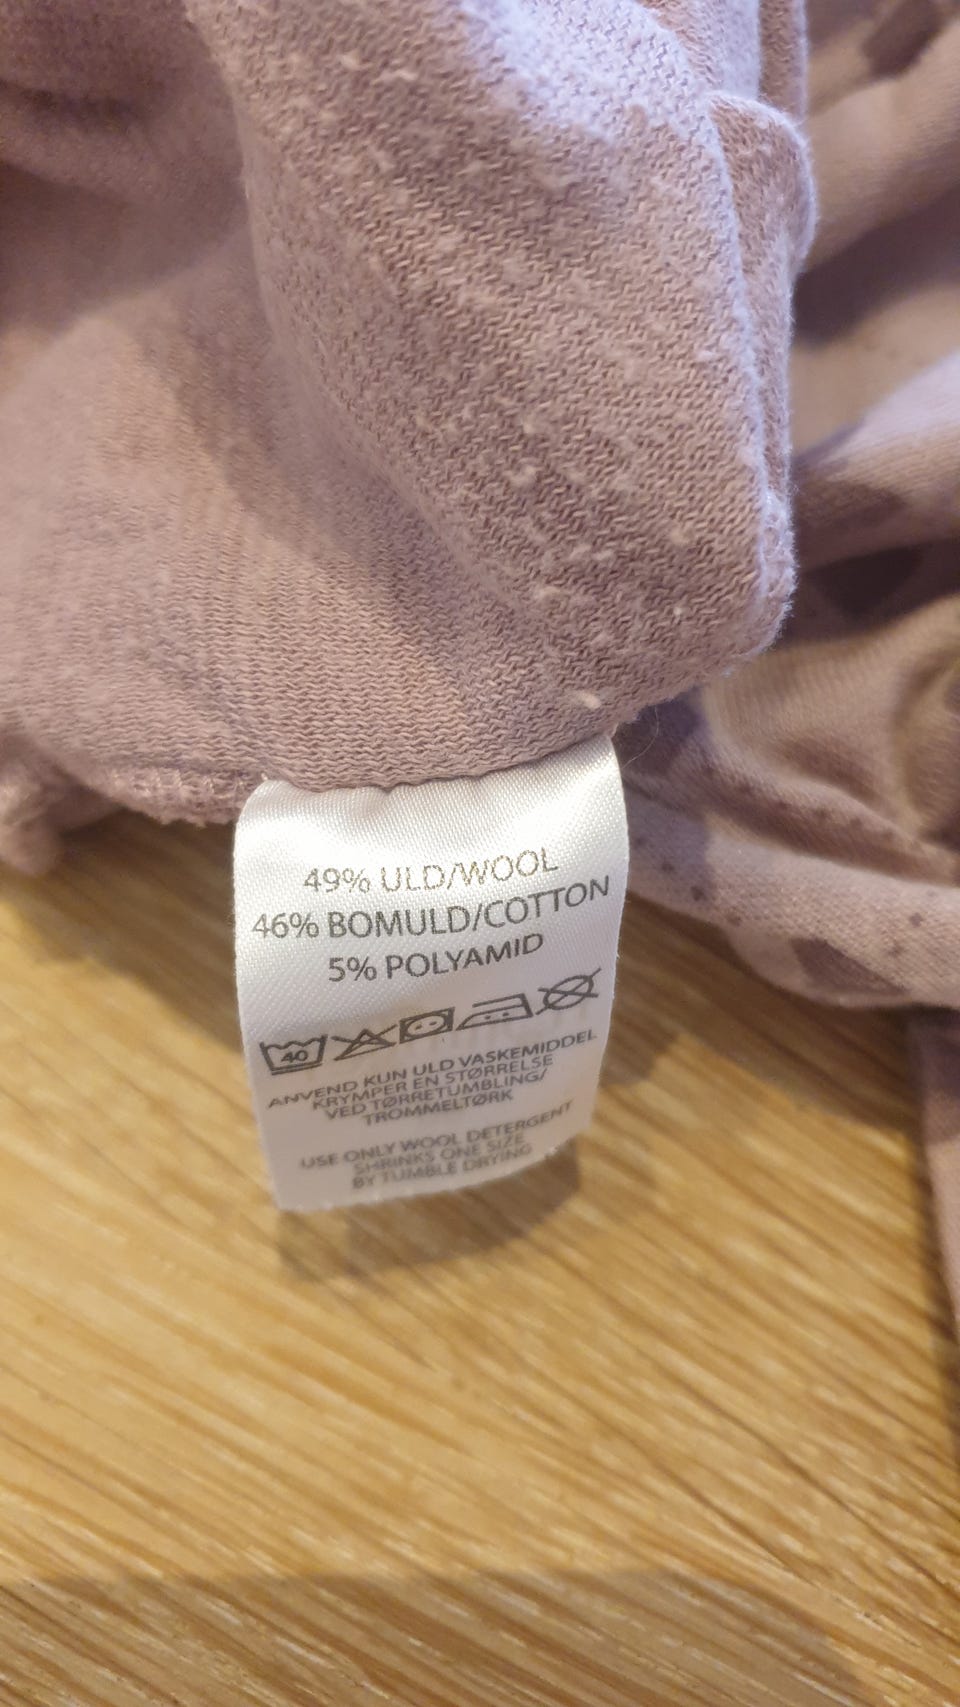 49% ULD/WOOL
46% BOMULD/COTTON
5% POLYAMID
40
ANVEND KUN ULD VASKEMIDDEL
KRYMPER EN STØRRELSE
VED TØRRETUMBLING/
TROMMELTØRK
USE ONLY WOOL DETERGENT
SHRINKS ONE SIZE
BY TUMBLE DRYING